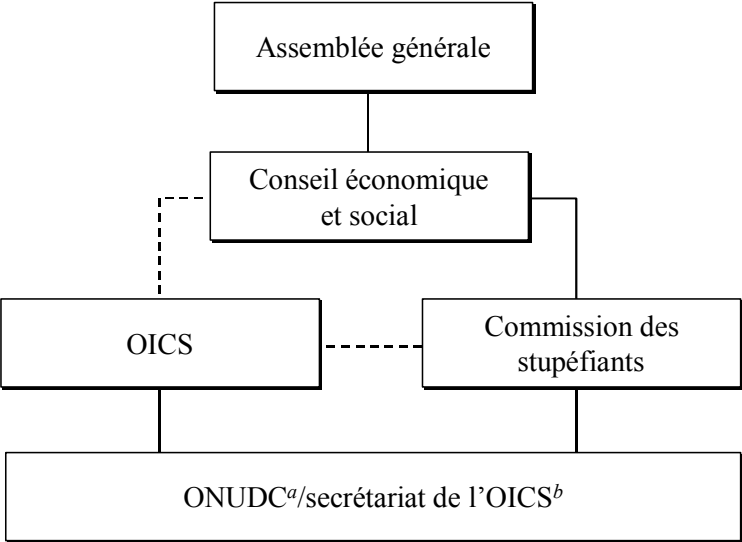 Assemblée générale
Conseil économique
et social
OICS
Commission des
stupéfiants
ONUDCᵃ/secrétariat de l’OICSᵇ